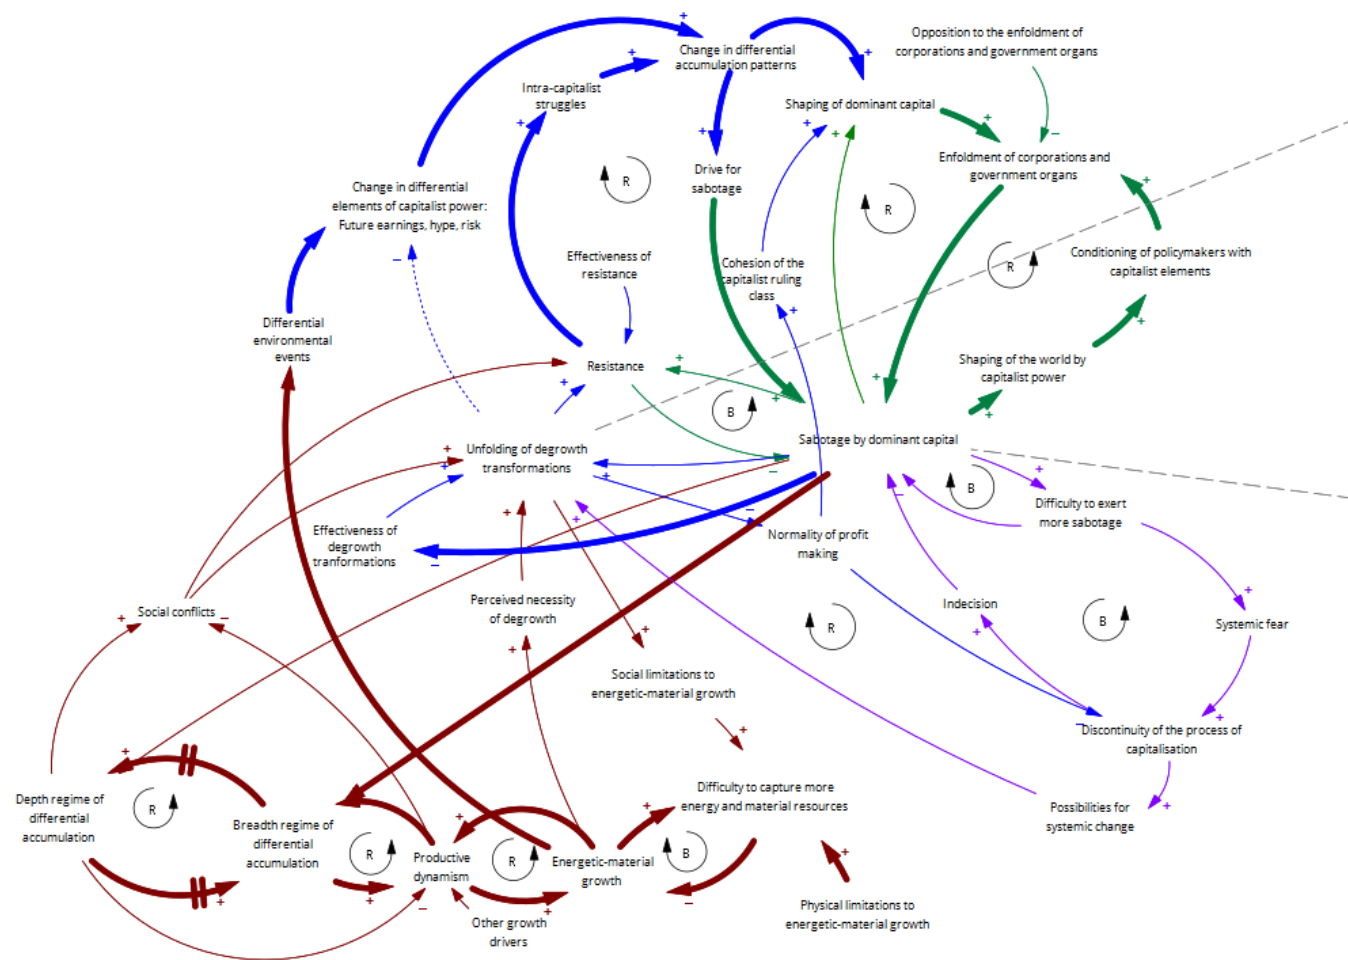 Opposition to the enfoldment of
corporations and government organs
Change in differential
accumulation patterns
Intra-capitalist
struggles
Shaping of dominant capital
Enfoldment of corporations and
government organs
Drive for
sabotage
R
R
Change in differential
elements of capitalist power:
Future earnings, hype, risk
Effectiveness of
resistance
Cohesion of the
capitalist ruling
class
R
Conditioning of policymakers with
capitalist elements
Differential
environmental
events
Resistance
Shaping of the world by
capitalist power
B
Unfolding of degrowth
transformations
Sabotage by dominant capital
B
Difficulty to exert
more sabotage
Effectiveness of
degrowth
tranformations
Normality of profit
making
Perceived necessity
of degrowth
Social conflicts
Indecision
R
B
Systemic fear
Social limitations to
energetic-material growth
Discontinuity of the process of
capitalisation
Depth regime of
differential
accumulation
R
Breadth regime of
differential
accumulation
R
Productive
dynamism
R
Energetic-material
growth
B
Difficulty to capture more
energy and material resources
Possibilities for
systemic change
Other growth
drivers
Physical limitations to
energetic-material growth